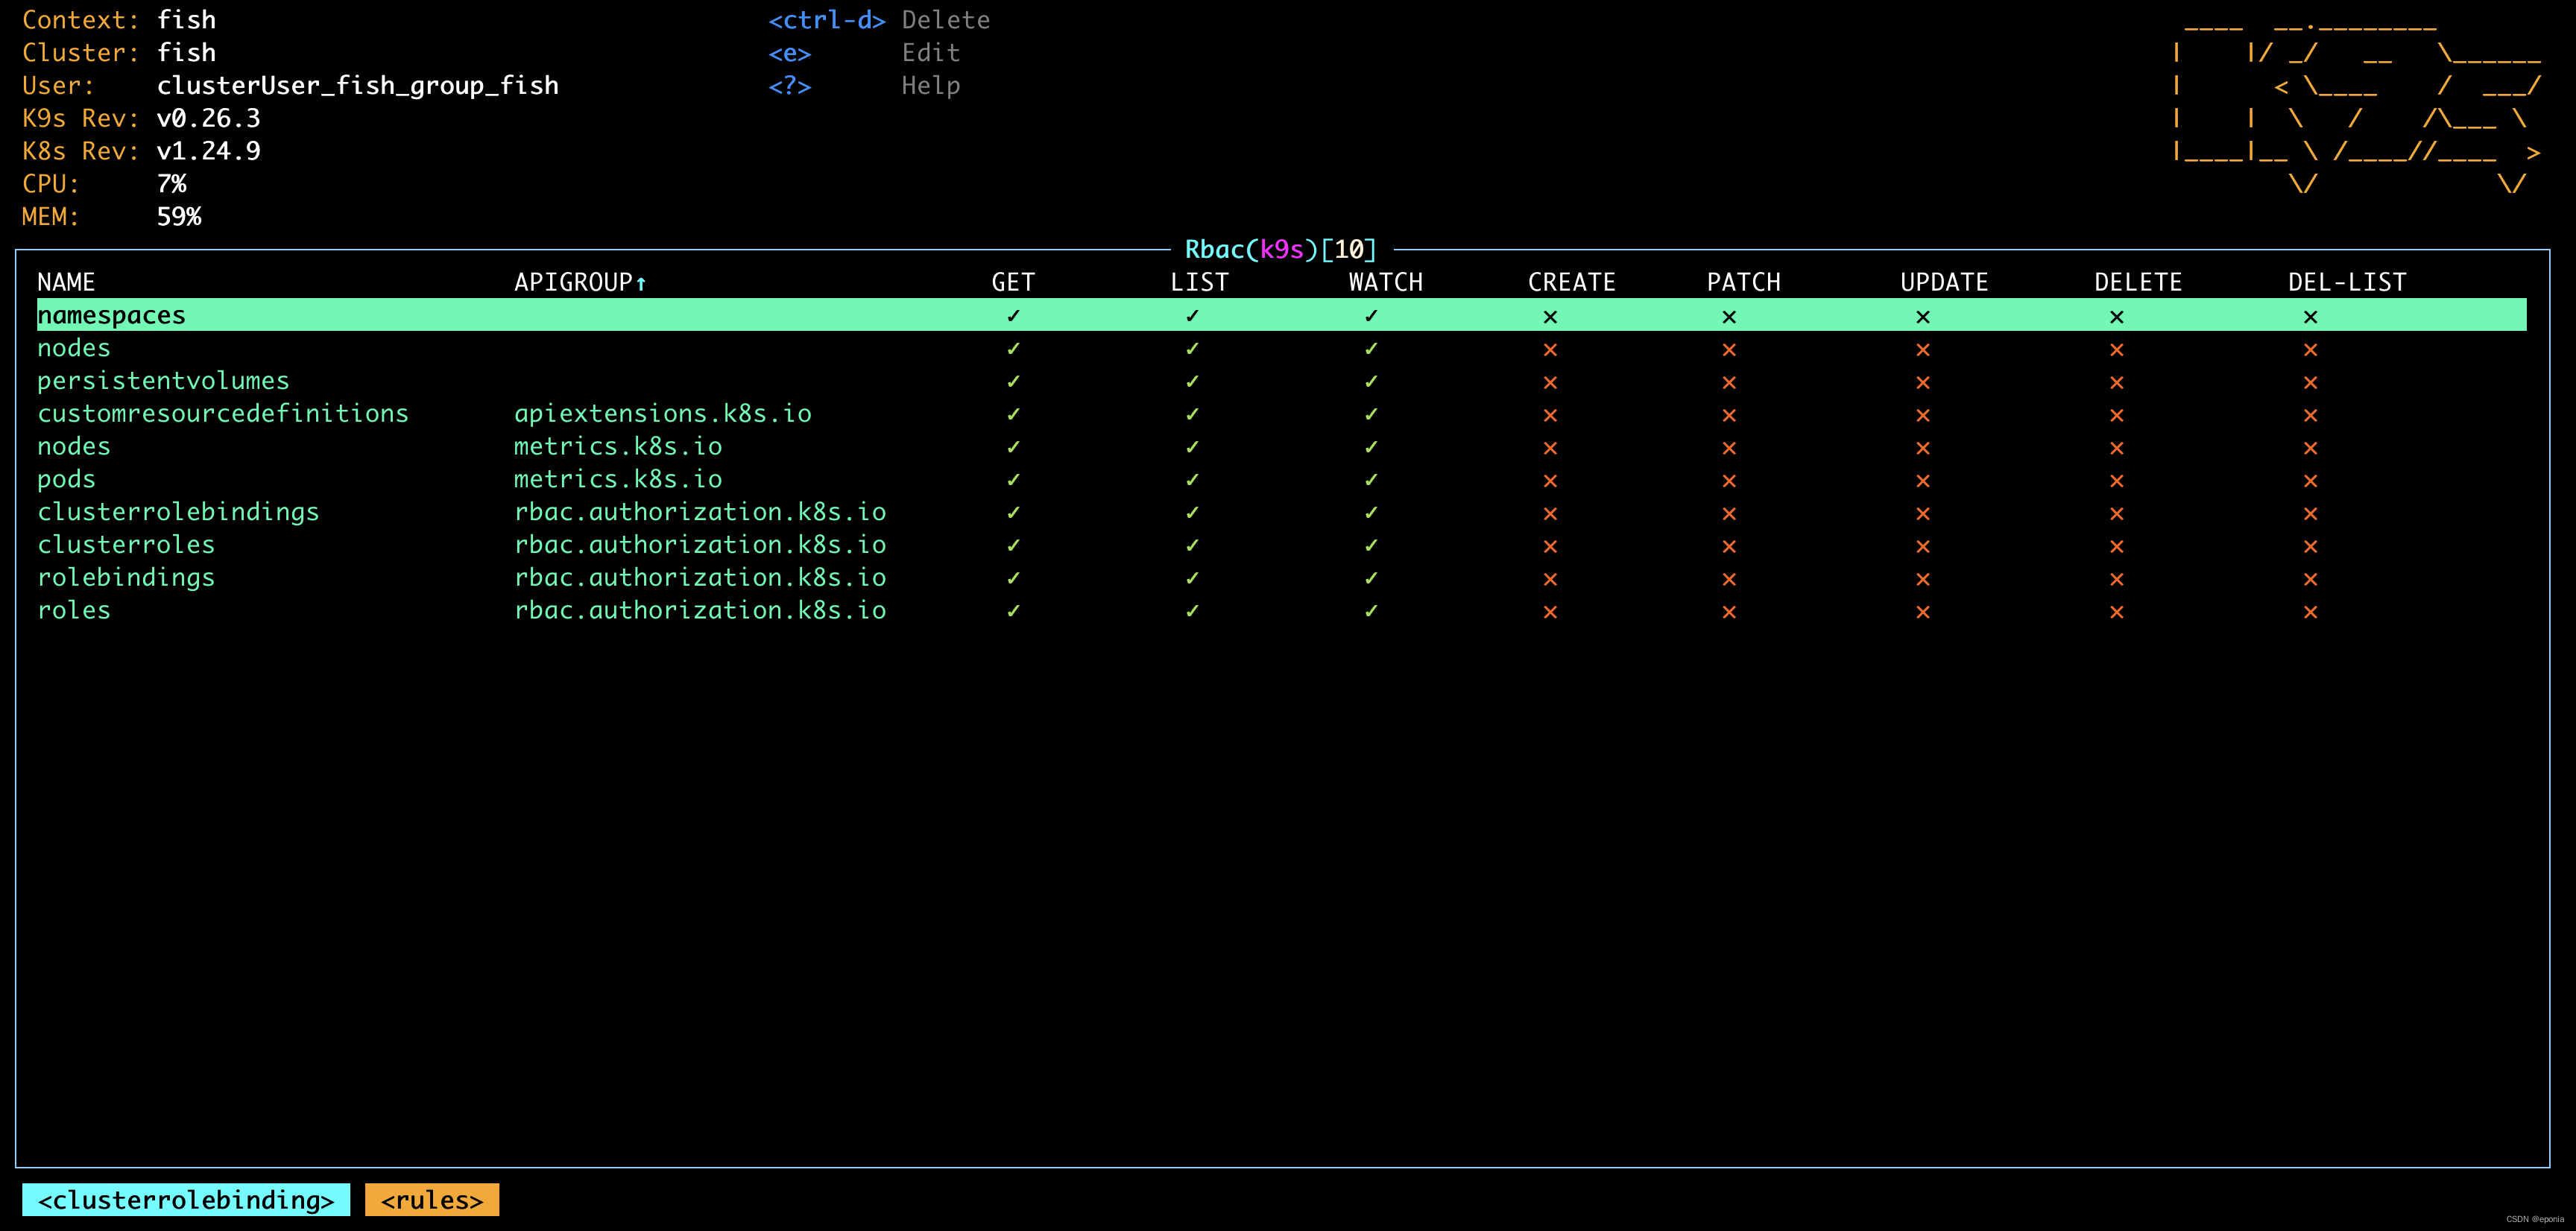 Context: fish <ctrl-d> Delete
Cluster: fish <e> Edit
User: clusterUser_fish_group_fish <?> Help
K9s Rev: v0.26.3
K8s Rev: v1.24.9
CPU: 7%
MEM: 59%
Rbac(k9s)[10]
NAME APIGROUP↑ GET LIST WATCH CREATE PATCH UPDATE DELETE DEL-LIST
namespaces ✓ ✓ ✓ × × × × ×
nodes ✓ ✓ ✓ × × × × ×
persistentvolumes ✓ ✓ ✓ × × × × ×
customresourcedefinitions apiextensions.k8s.io ✓ ✓ ✓ × × × × ×
nodes metrics.k8s.io ✓ ✓ ✓ × × × × ×
pods metrics.k8s.io ✓ ✓ ✓ × × × × ×
clusterrolebindings rbac.authorization.k8s.io ✓ ✓ ✓ × × × × ×
clusterroles rbac.authorization.k8s.io ✓ ✓ ✓ × × × × ×
rolebindings rbac.authorization.k8s.io ✓ ✓ ✓ × × × × ×
roles rbac.authorization.k8s.io ✓ ✓ ✓ × × × × ×
<clusterrolebinding> <rules>
CSDN @eponia